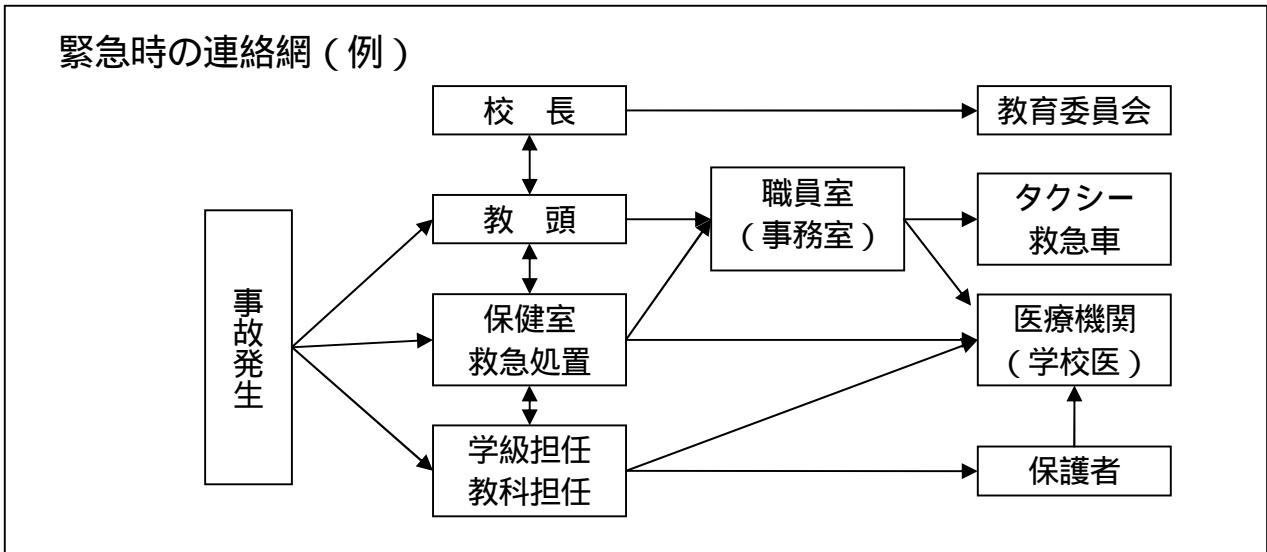 緊急時の連絡網（例）
校　長
教育委員会
教　頭
職員室
（事務室）
タクシー
救急車
事故発生
保健室
救急処置
医療機関
（学校医）
学級担任
教科担任
保護者